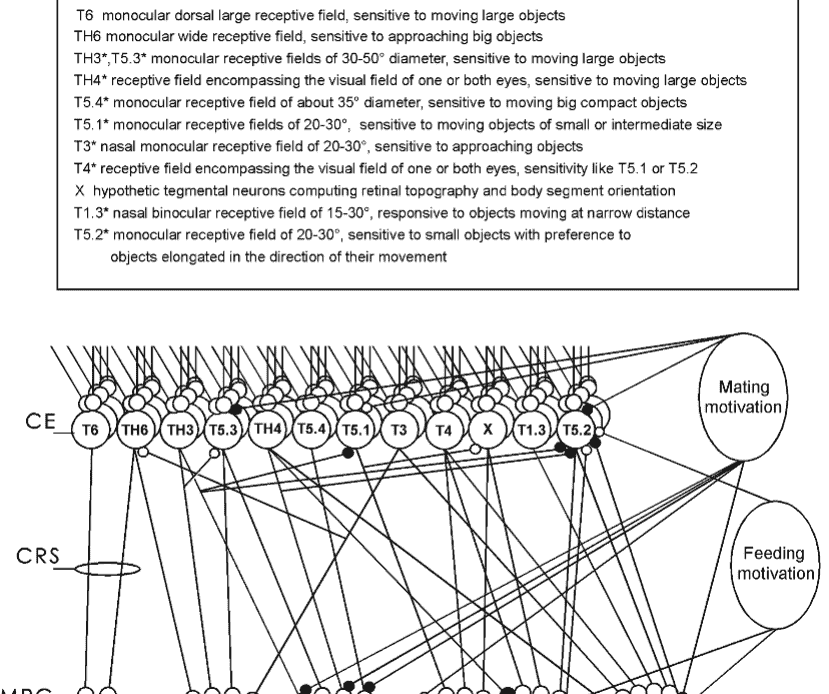 T6 monocular dorsal large receptive field, sensitive to moving large objects
TH6 monocular wide receptive field, sensitive to approaching big objects
TH3*,T5.3* monocular receptive fields of 30-50° diameter, sensitive to moving large objects
TH4* receptive field encompassing the visual field of one or both eyes, sensitive to moving large objects
T5.4* monocular receptive field of about 35° diameter, sensitive to moving big compact objects
T5.1* monocular receptive fields of 20-30°, sensitive to moving objects of small or intermediate size
T3* nasal monocular receptive field of 20-30°, sensitive to approaching objects
T4* receptive field encompassing the visual field of one or both eyes, sensitivity like T5.1 or T5.2
X hypothetic tegmental neurons computing retinal topography and body segment orientation
T1.3* nasal binocular receptive field of 15-30°, responsive to objects moving at narrow distance
T5.2* monocular receptive field of 20-30°, sensitive to small objects with preference to
objects elongated in the direction of their movement
Mating
motivation
CE
T6 TH6 TH3 T5.3 TH4 T5.4 T5.1 T3 T4 X T1.3 T5.2
CRS
Feeding
motivation